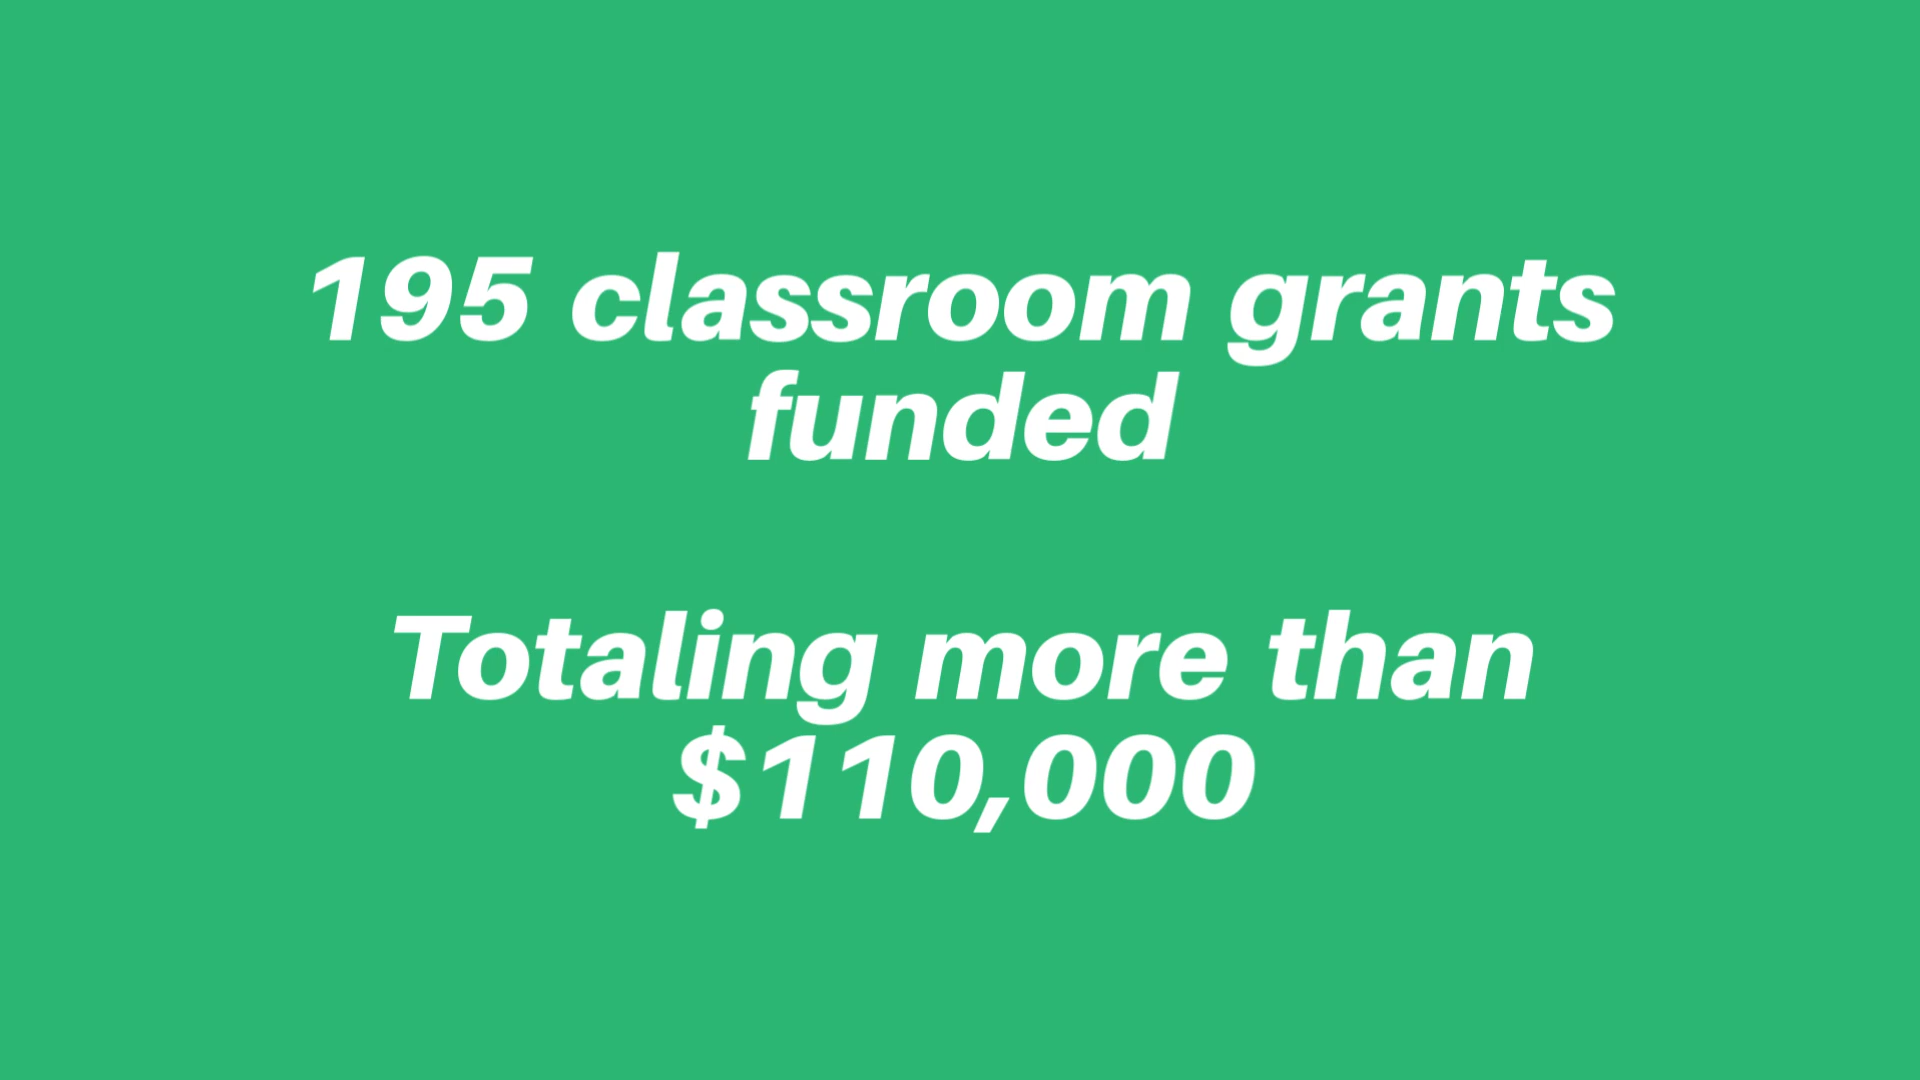 195 classroom grants
funded
Totaling more than
$110,000